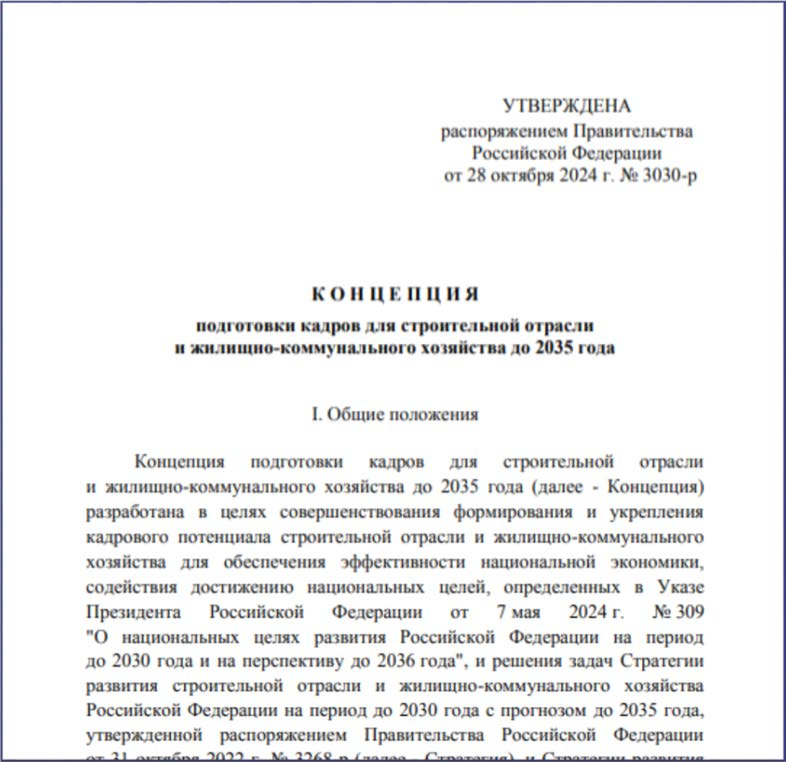 УТВЕРЖДЕНА
распоряжением Правительства
Российской Федерации
от 28 октября 2024 г. № 3030-р
К О Н Ц Е П Ц И Я
подготовки кадров для строительной отрасли
и жилищно-коммунального хозяйства до 2035 года
I. Общие положения
Концепция подготовки кадров для строительной отрасли
и жилищно-коммунального хозяйства до 2035 года (далее - Концепция)
разработана в целях совершенствования формирования и укрепления
кадрового потенциала строительной отрасли и жилищно-коммунального
хозяйства для обеспечения эффективности национальной экономики,
содействия достижению национальных целей, определенных в Указе
Президента Российской Федерации от 7 мая 2024 г. № 309
"О национальных целях развития Российской Федерации на период
до 2030 года и на перспективу до 2036 года", и решения задач Стратегии
развития строительной отрасли и жилищно-коммунального хозяйства
Российской Федерации на период до 2030 года с прогнозом до 2035 года,
утвержденной распоряжением Правительства Российской Федерации
от 31 октября 2022 г. № 3268-р (далее - Стратегия), и Стратегии развития